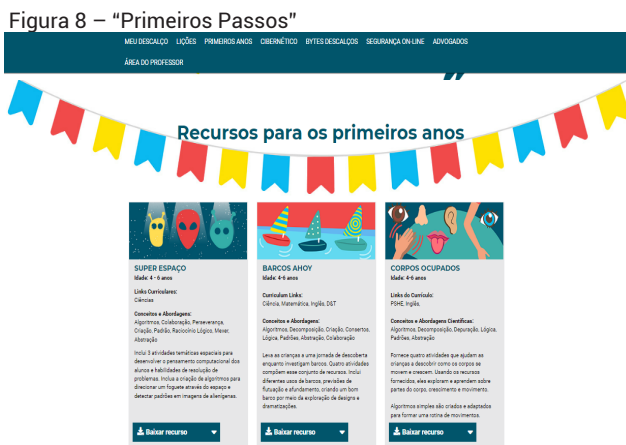 Figura 8 – “Primeiros Passos”
MEU DESCALÇO LIÇÕES PRIMEIROS ANOS CIBERNÉTICO BYTES DESCALÇOS SEGURANÇA ON-LINE ADVOGADOS
ÁREA DO PROFESSOR
Recursos para os primeiros anos
SUPER ESPAÇO
Idade: 4 - 6 anos
Links Curriculares:
Ciências
Conceitos e Abordagens:
Algoritmos, Colaboração, Perseverança,
Criação, Padrão, Raciocínio Lógico, Mexer,
Abstração
Inclui 3 atividades temáticas espaciais para
desenvolver o pensamento computacional dos
alunos e habilidades de resolução de
problemas. Inclua a criação de algoritmos para
direcionar um foguete através do espaço e
detectar padrões em imagens de alienígenas.
Baixar recurso
BARCOS AHOY
Idade: 4-6 anos
Curriculum Links:
Ciência, Matemática, Inglês, D&T
Conceitos e Abordagens:
Algoritmos, Decomposição, Criação, Consertos,
Lógica, Padrões, Abstração, Colaboração
Leva as crianças a uma jornada de descoberta
enquanto investigam barcos. Quatro atividades
compõem esse conjunto de recursos. Inclui
diferentes usos de barcos, previsões de
flutuação e afundamento, criando um bom
barco por meio da exploração de designs e
dramatizações.
Baixar recurso
CORPOS OCUPADOS
Idade: 4-6 anos
Links do Currículo:
PSHE, Inglês,
Conceitos e Abordagens Científicas:
Algoritmos, Decomposição, Depuração, Lógica,
Padrões, Abstração
Fornece quatro atividades que ajudam as
crianças a descobrir como os corpos se
movem e crescem. Usando os recursos
fornecidos, eles exploram e aprendem sobre
partes do corpo, crescimento e movimento.
Algoritmos simples são criados e adaptados
para formar uma rotina de movimentos.
Baixar recurso